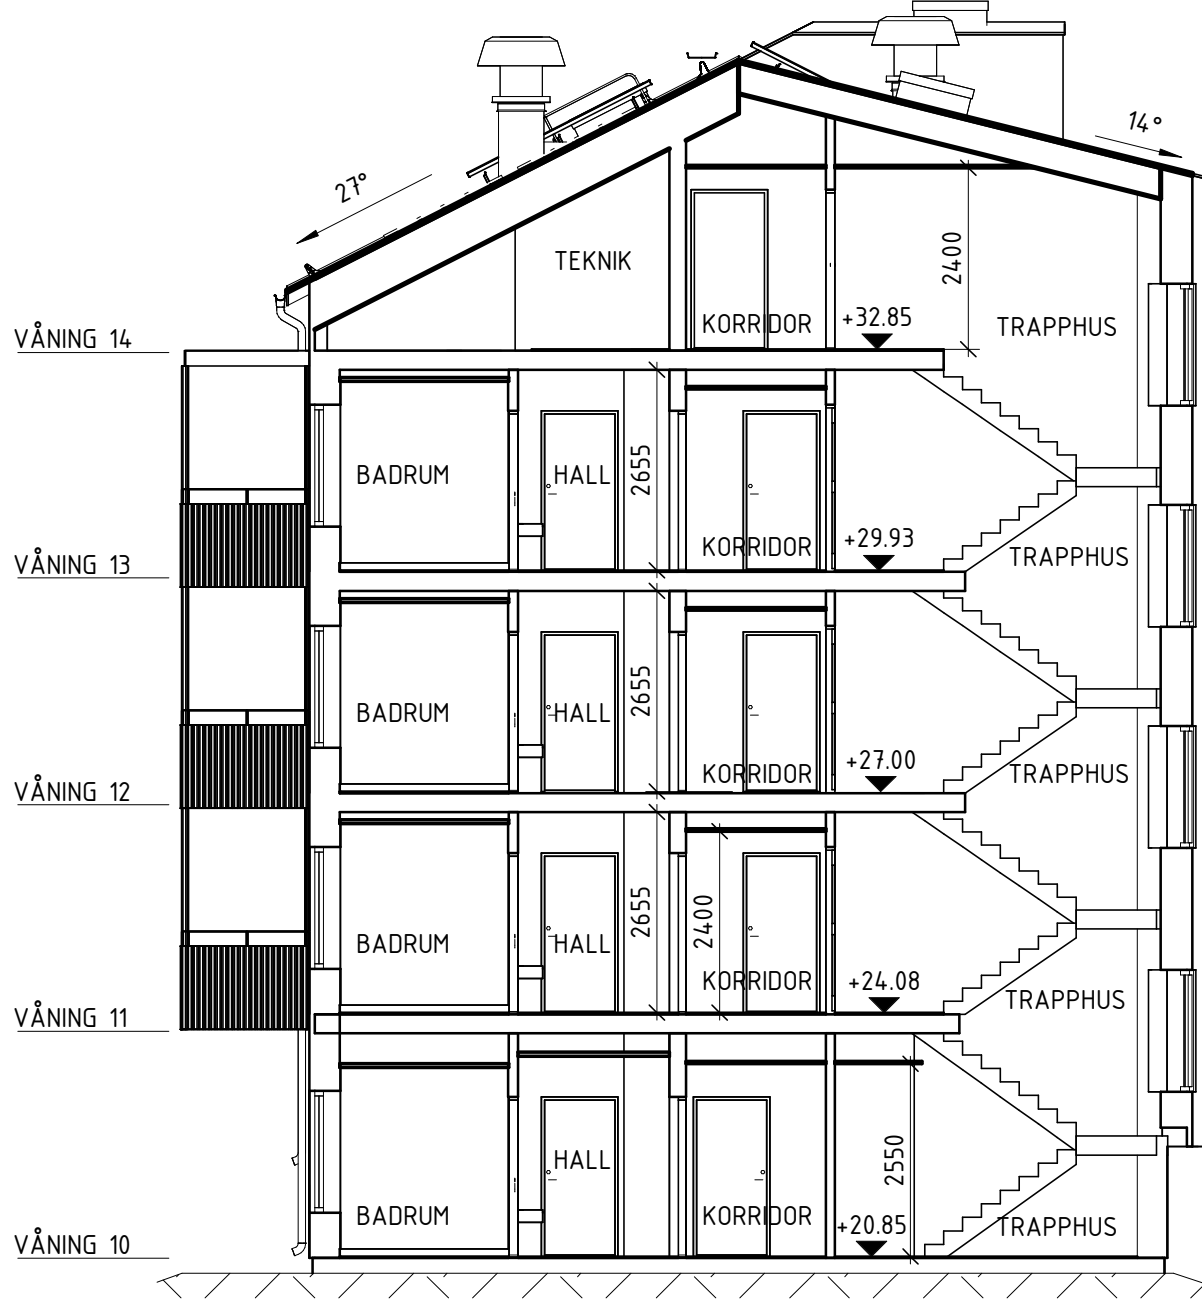 14°
27°
TEKNIK
2400
KORRIDOR
+32.85
TRAPPHUS
VÅNING 14
BADRUM
HALL
2655
KORRIDOR
+29.93
TRAPPHUS
VÅNING 13
BADRUM
HALL
2655
KORRIDOR
+27.00
TRAPPHUS
VÅNING 12
BADRUM
HALL
2655
2400
KORRIDOR
+24.08
TRAPPHUS
VÅNING 11
HALL
2550
BADRUM
KORRIDOR
+20.85
TRAPPHUS
VÅNING 10